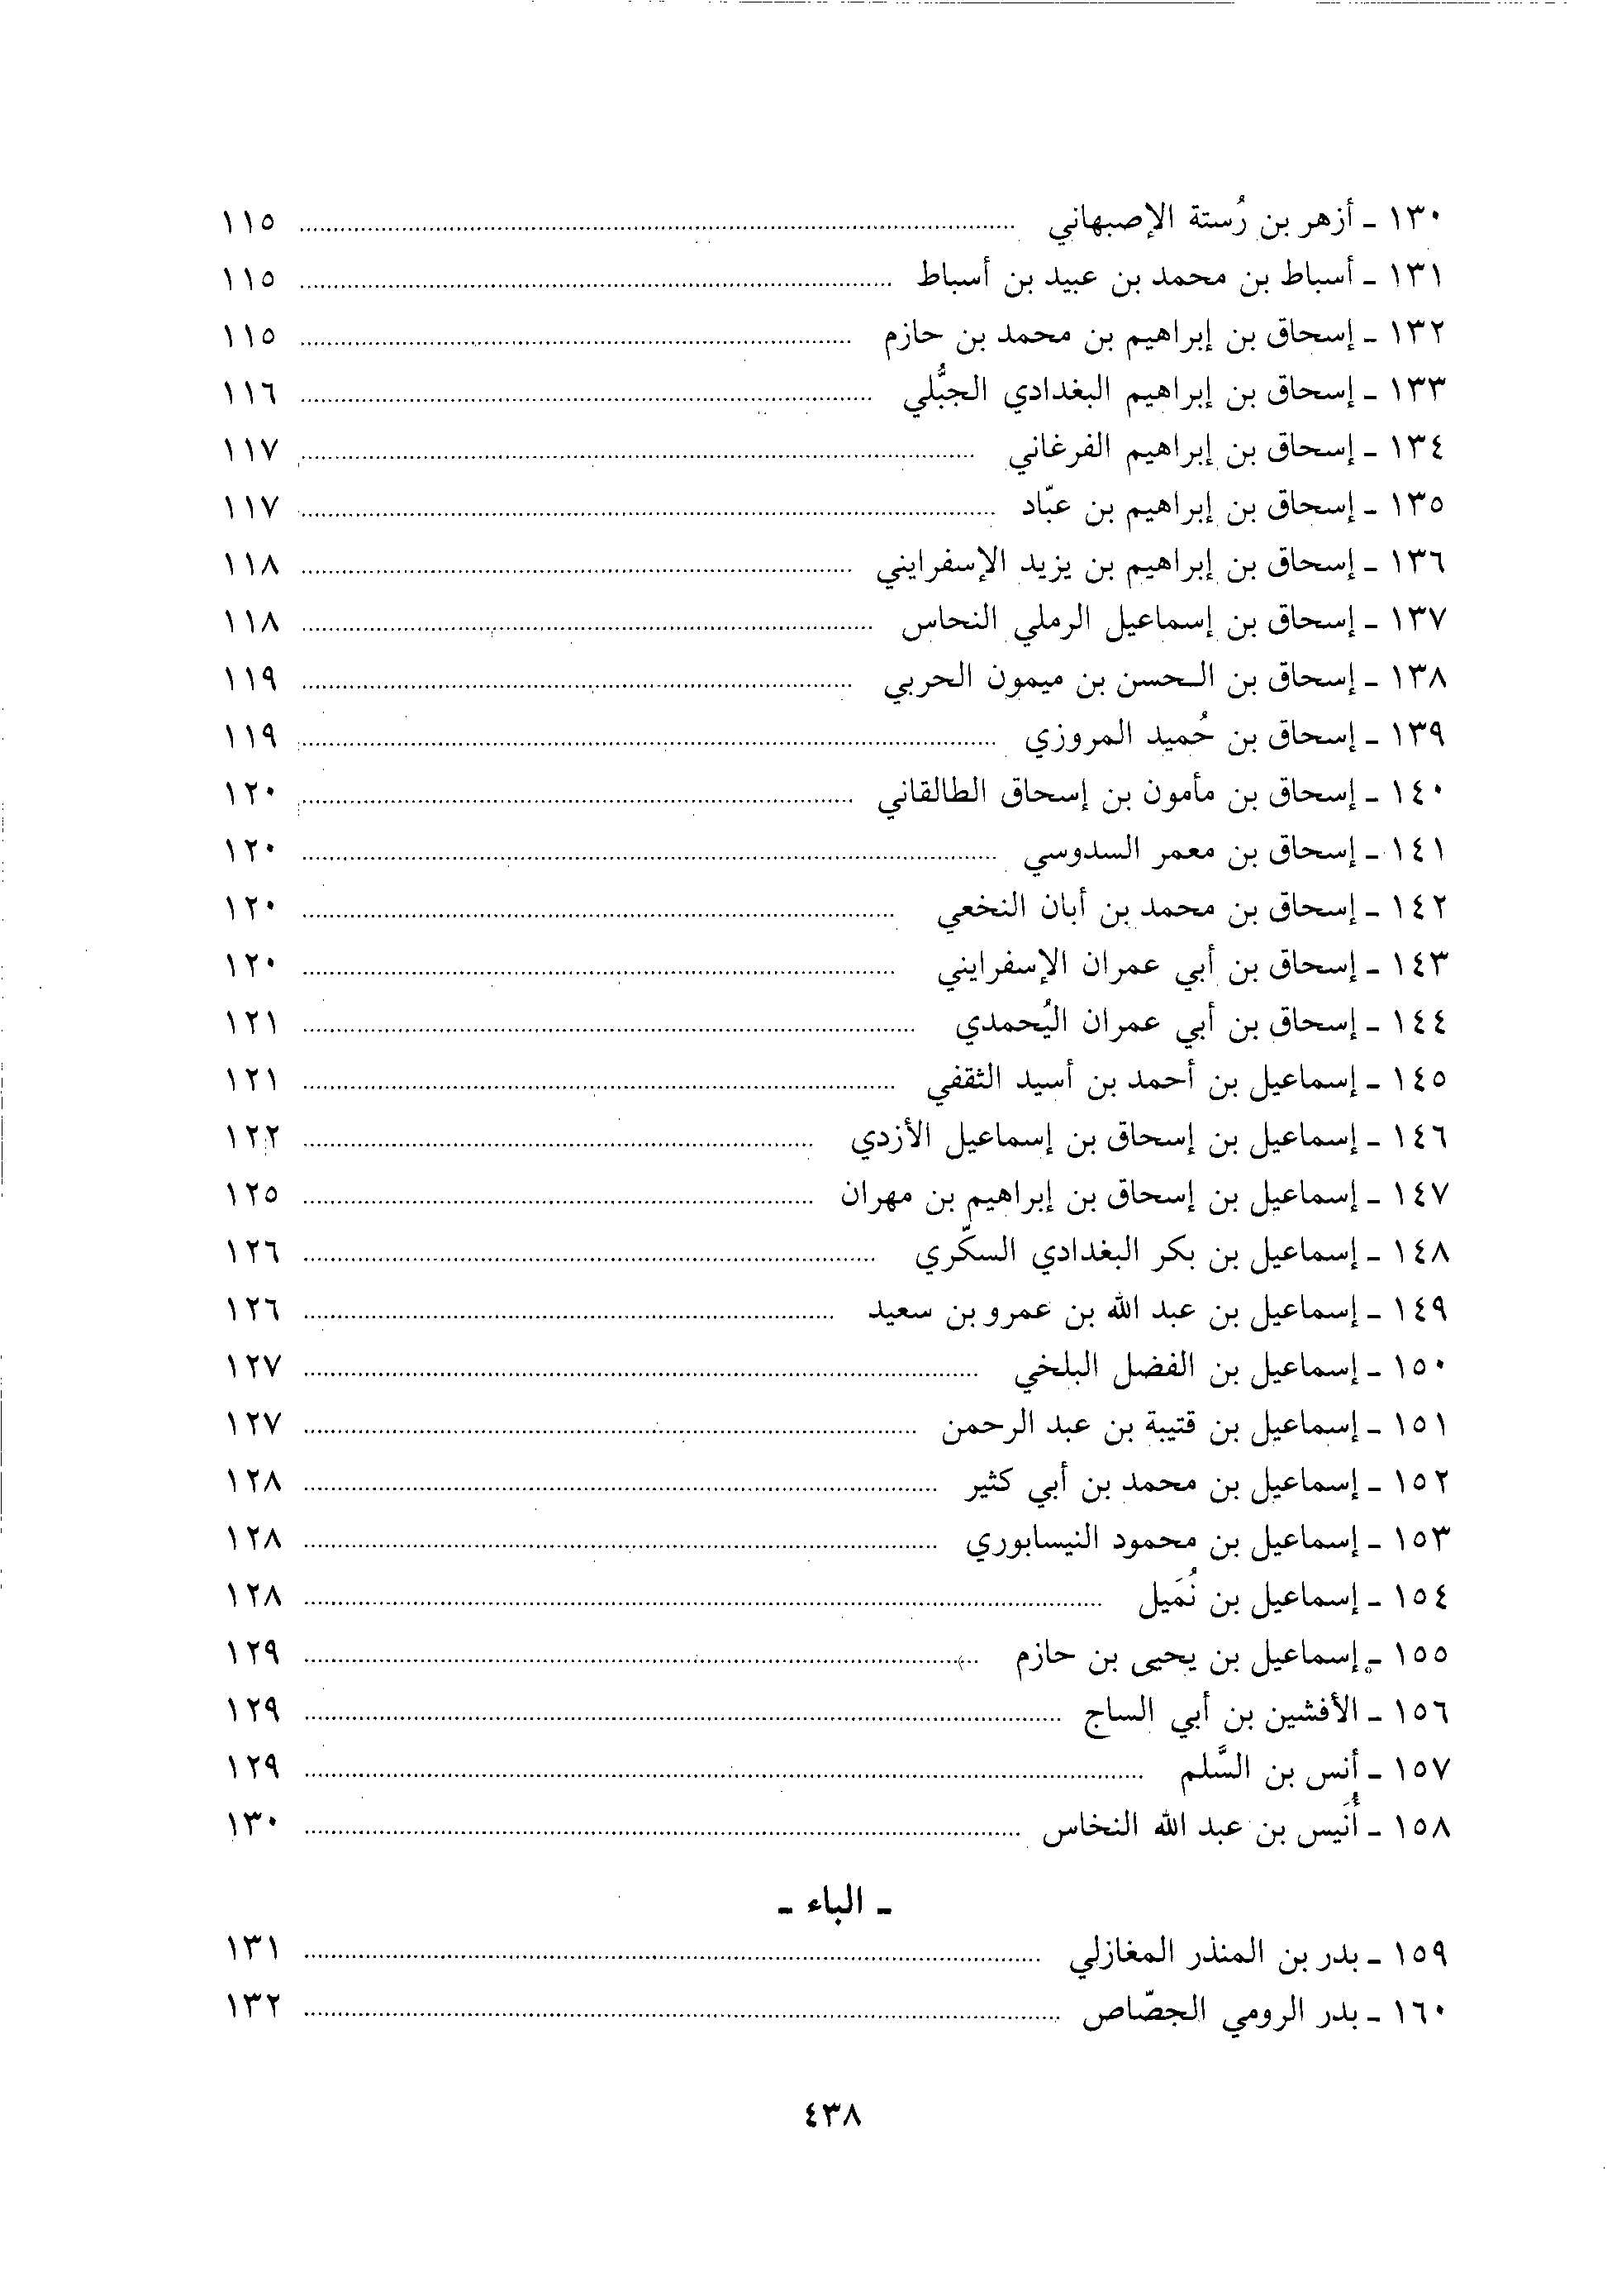 ١٣٠ ـ أزهر بن رُستة الإصبهاني ........ ١١٥
١٣١ ـ أسباط بن محمد بن عبيد بن أسباط ........ ١١٥
١٣٢ ـ إسحاق بن إبراهيم بن محمد بن حازم ........ ١١٥
١٣٣ ـ إسحاق بن إبراهيم البغدادي الجبُّلي ........ ١١٦
١٣٤ ـ إسحاق بن إبراهيم الفرغاني ........ ١١٧
١٣٥ ـ إسحاق بن إبراهيم بن عبّاد ........ ١١٧
١٣٦ ـ إسحاق بن إبراهيم بن يزيد الإسفرايني ........ ١١٨
١٣٧ ـ إسحاق بن إسماعيل الرملي النحاس ........ ١١٨
١٣٨ ـ إسحاق بن الحسن بن ميمون الحربي ........ ١١٩
١٣٩ ـ إسحاق بن حُميد المروزي ........ ١١٩
١٤٠ ـ إسحاق بن مأمون بن إسحاق الطالقاني ........ ١٢٠
١٤١ ـ إسحاق بن معمر السدوسي ........ ١٢٠
١٤٢ ـ إسحاق بن محمد بن أبان النخعي ........ ١٢٠
١٤٣ ـ إسحاق بن أبي عمران الإسفرايني ........ ١٢٠
١٤٤ ـ إسحاق بن أبي عمران اليُحمدي ........ ١٢١
١٤٥ ـ إسماعيل بن أحمد بن أسيد الثقفي ........ ١٢١
١٤٦ ـ إسماعيل بن إسحاق بن إسماعيل الأزدي ........ ١٢٢
١٤٧ ـ إسماعيل بن إسحاق بن إبراهيم بن مهران ........ ١٢٥
١٤٨ ـ إسماعيل بن بكر البغدادي السكّري ........ ١٢٦
١٤٩ ـ إسماعيل بن عبد الله بن عمرو بن سعيد ........ ١٢٦
١٥٠ ـ إسماعيل بن الفضل البلخي ........ ١٢٧
١٥١ ـ إسماعيل بن قتيبة بن عبد الرحمن ........ ١٢٧
١٥٢ ـ إسماعيل بن محمد بن أبي كثير ........ ١٢٨
١٥٣ ـ إسماعيل بن محمود النيسابوري ........ ١٢٨
١٥٤ ـ إسماعيل بن نُمَيل ........ ١٢٨
١٥٥ ـ إسماعيل بن يحيى بن حازم ........ ١٢٩
١٥٦ ـ الأفشين بن أبي الساج ........ ١٢٩
١٥٧ ـ أنس بن السَّلم ........ ١٢٩
١٥٨ ـ أُنَيس بن عبد الله النخاس ........ ١٣٠
ـ الباء ـ
١٥٩ ـ بدر بن المنذر المغازلي ........ ١٣١
١٦٠ ـ بدر الرومي الجصّاص ........ ١٣٢
٤٣٨